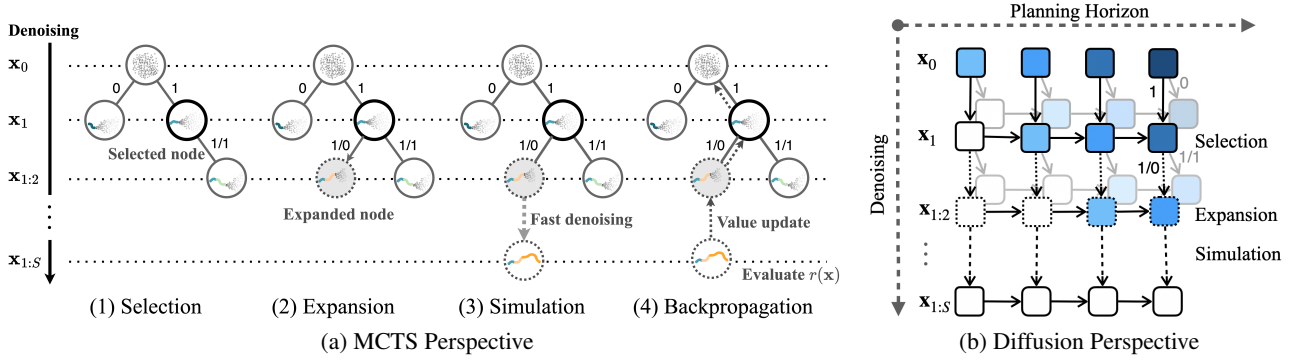 Denoising
x₀
x₁
x₁:₂
x₁:S
0
1
1/1
Selected node
(1) Selection
0
1
1/0
1/1
Expanded node
(2) Expansion
0
1
1/0
1/1
Fast denoising
(3) Simulation
0
1
1/0
1/1
Value update
Evaluate r(x)
(4) Backpropagation
(a) MCTS Perspective
Planning Horizon
Denoising
x₀
x₁
x₁:₂
x₁:S
1
0
Selection
1/0
1/1
Expansion
Simulation
(b) Diffusion Perspective